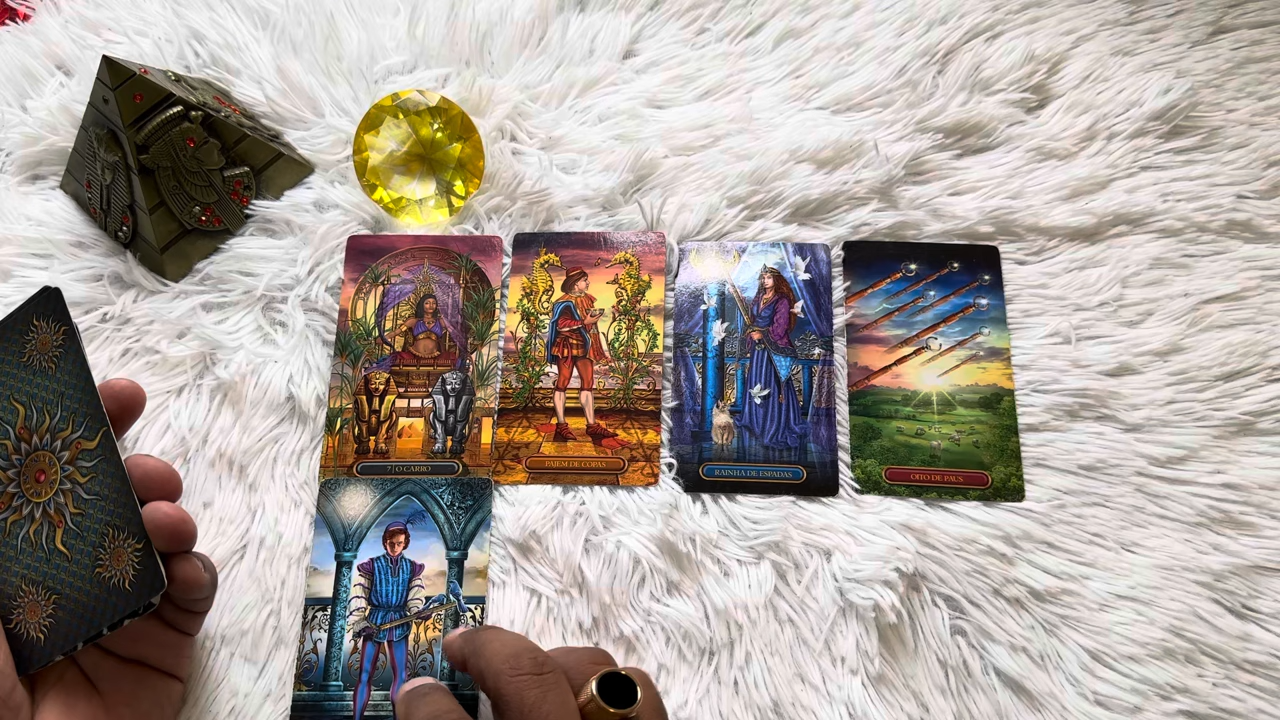 7 | O CARRO
PAJEM DE COPAS
RAINHA DE ESPADAS
OITO DE PAUS